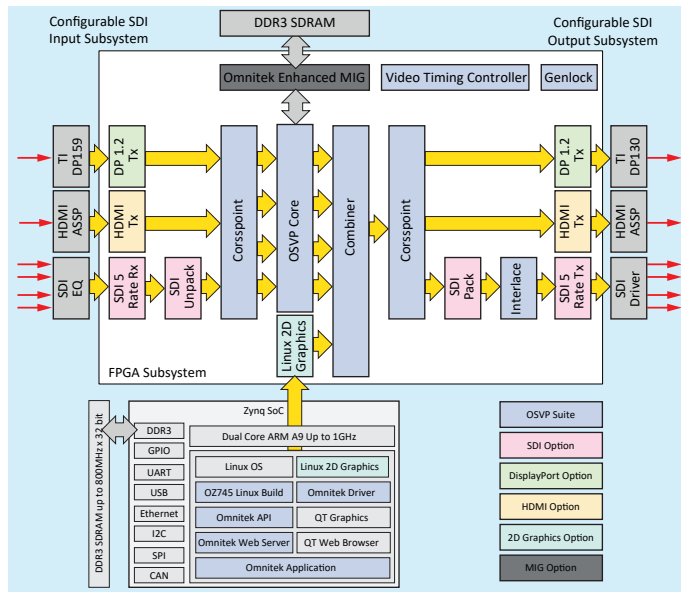 Configurable SDI
Input Subsystem
DDR3 SDRAM
Configurable SDI
Output Subsystem
Omnitek Enhanced MIG
Video Timing Controller
Genlock
TI
DP159
DP 1.2
Tx
HDMI
ASSP
HDMI
Tx
SDI
EQ
SDI 5
Rate Rx
SDI
Unpack
Corsspoint
OSVP Core
Combiner
Corsspoint
DP 1.2
Tx
TI
DP130
HDMI
Tx
HDMI
ASSP
SDI
Pack
Interlace
SDI 5
Rate Tx
SDI
Driver
Linux 2D
Graphics
FPGA Subsystem
Zynq SoC
DDR3 SDRAM up to 800MHz x 32 bit
DDR3
GPIO
UART
USB
Ethernet
I2C
SPI
CAN
Dual Core ARM A9 Up to 1GHz
Linux OS
Linux 2D Graphics
OZ745 Linux Build
Omnitek Driver
Omnitek API
QT Graphics
Omnitek Web Server
QT Web Browser
Omnitek Application
OSVP Suite
SDI Option
DisplayPort Option
HDMI Option
2D Graphics Option
MIG Option